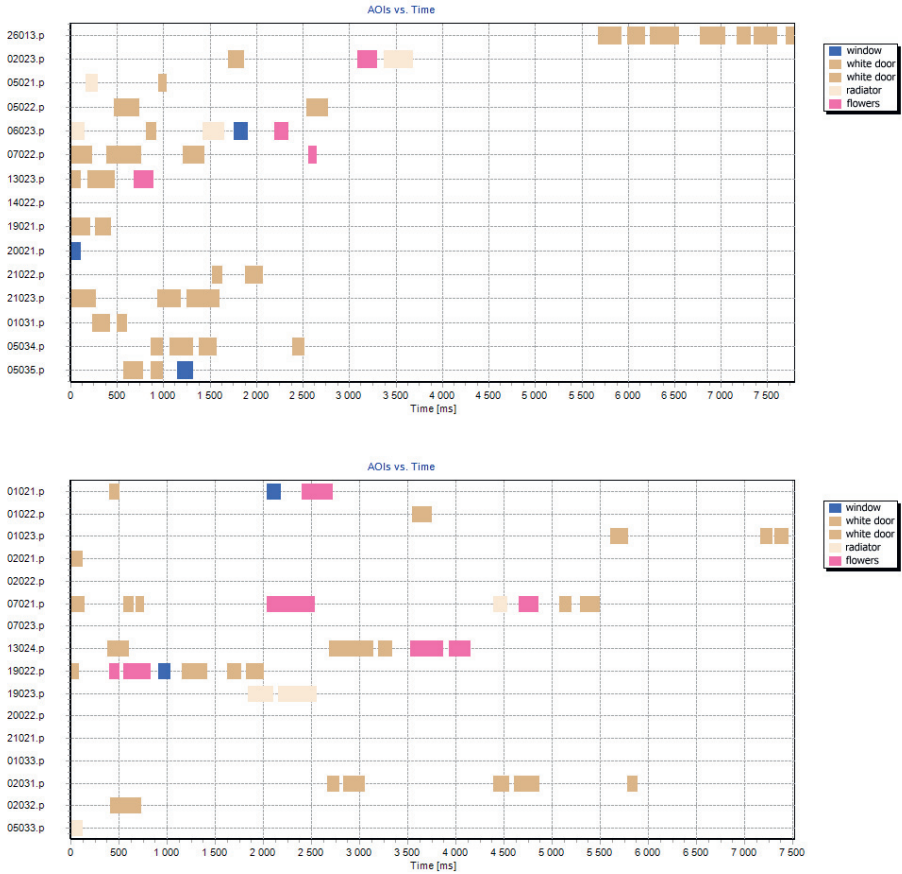 AOIs vs. Time
26013.p
02023.p
05021.p
05022.p
06023.p
07022.p
13023.p
14022.p
19021.p
20021.p
21022.p
21023.p
01031.p
05034.p
05035.p
0 500 1 000 1 500 2 000 2 500 3 000 3 500 4 000 4 500 5 000 5 500 6 000 6 500 7 000 7 500
Time [ms]
window
white door
white door
radiator
flowers
AOIs vs. Time
01021.p
01022.p
01023.p
02021.p
02022.p
07021.p
07023.p
13024.p
19022.p
19023.p
20022.p
21021.p
01033.p
02031.p
02032.p
05033.p
0 500 1 000 1 500 2 000 2 500 3 000 3 500 4 000 4 500 5 000 5 500 6 000 6 500 7 000 7 500
Time [ms]
window
white door
white door
radiator
flowers